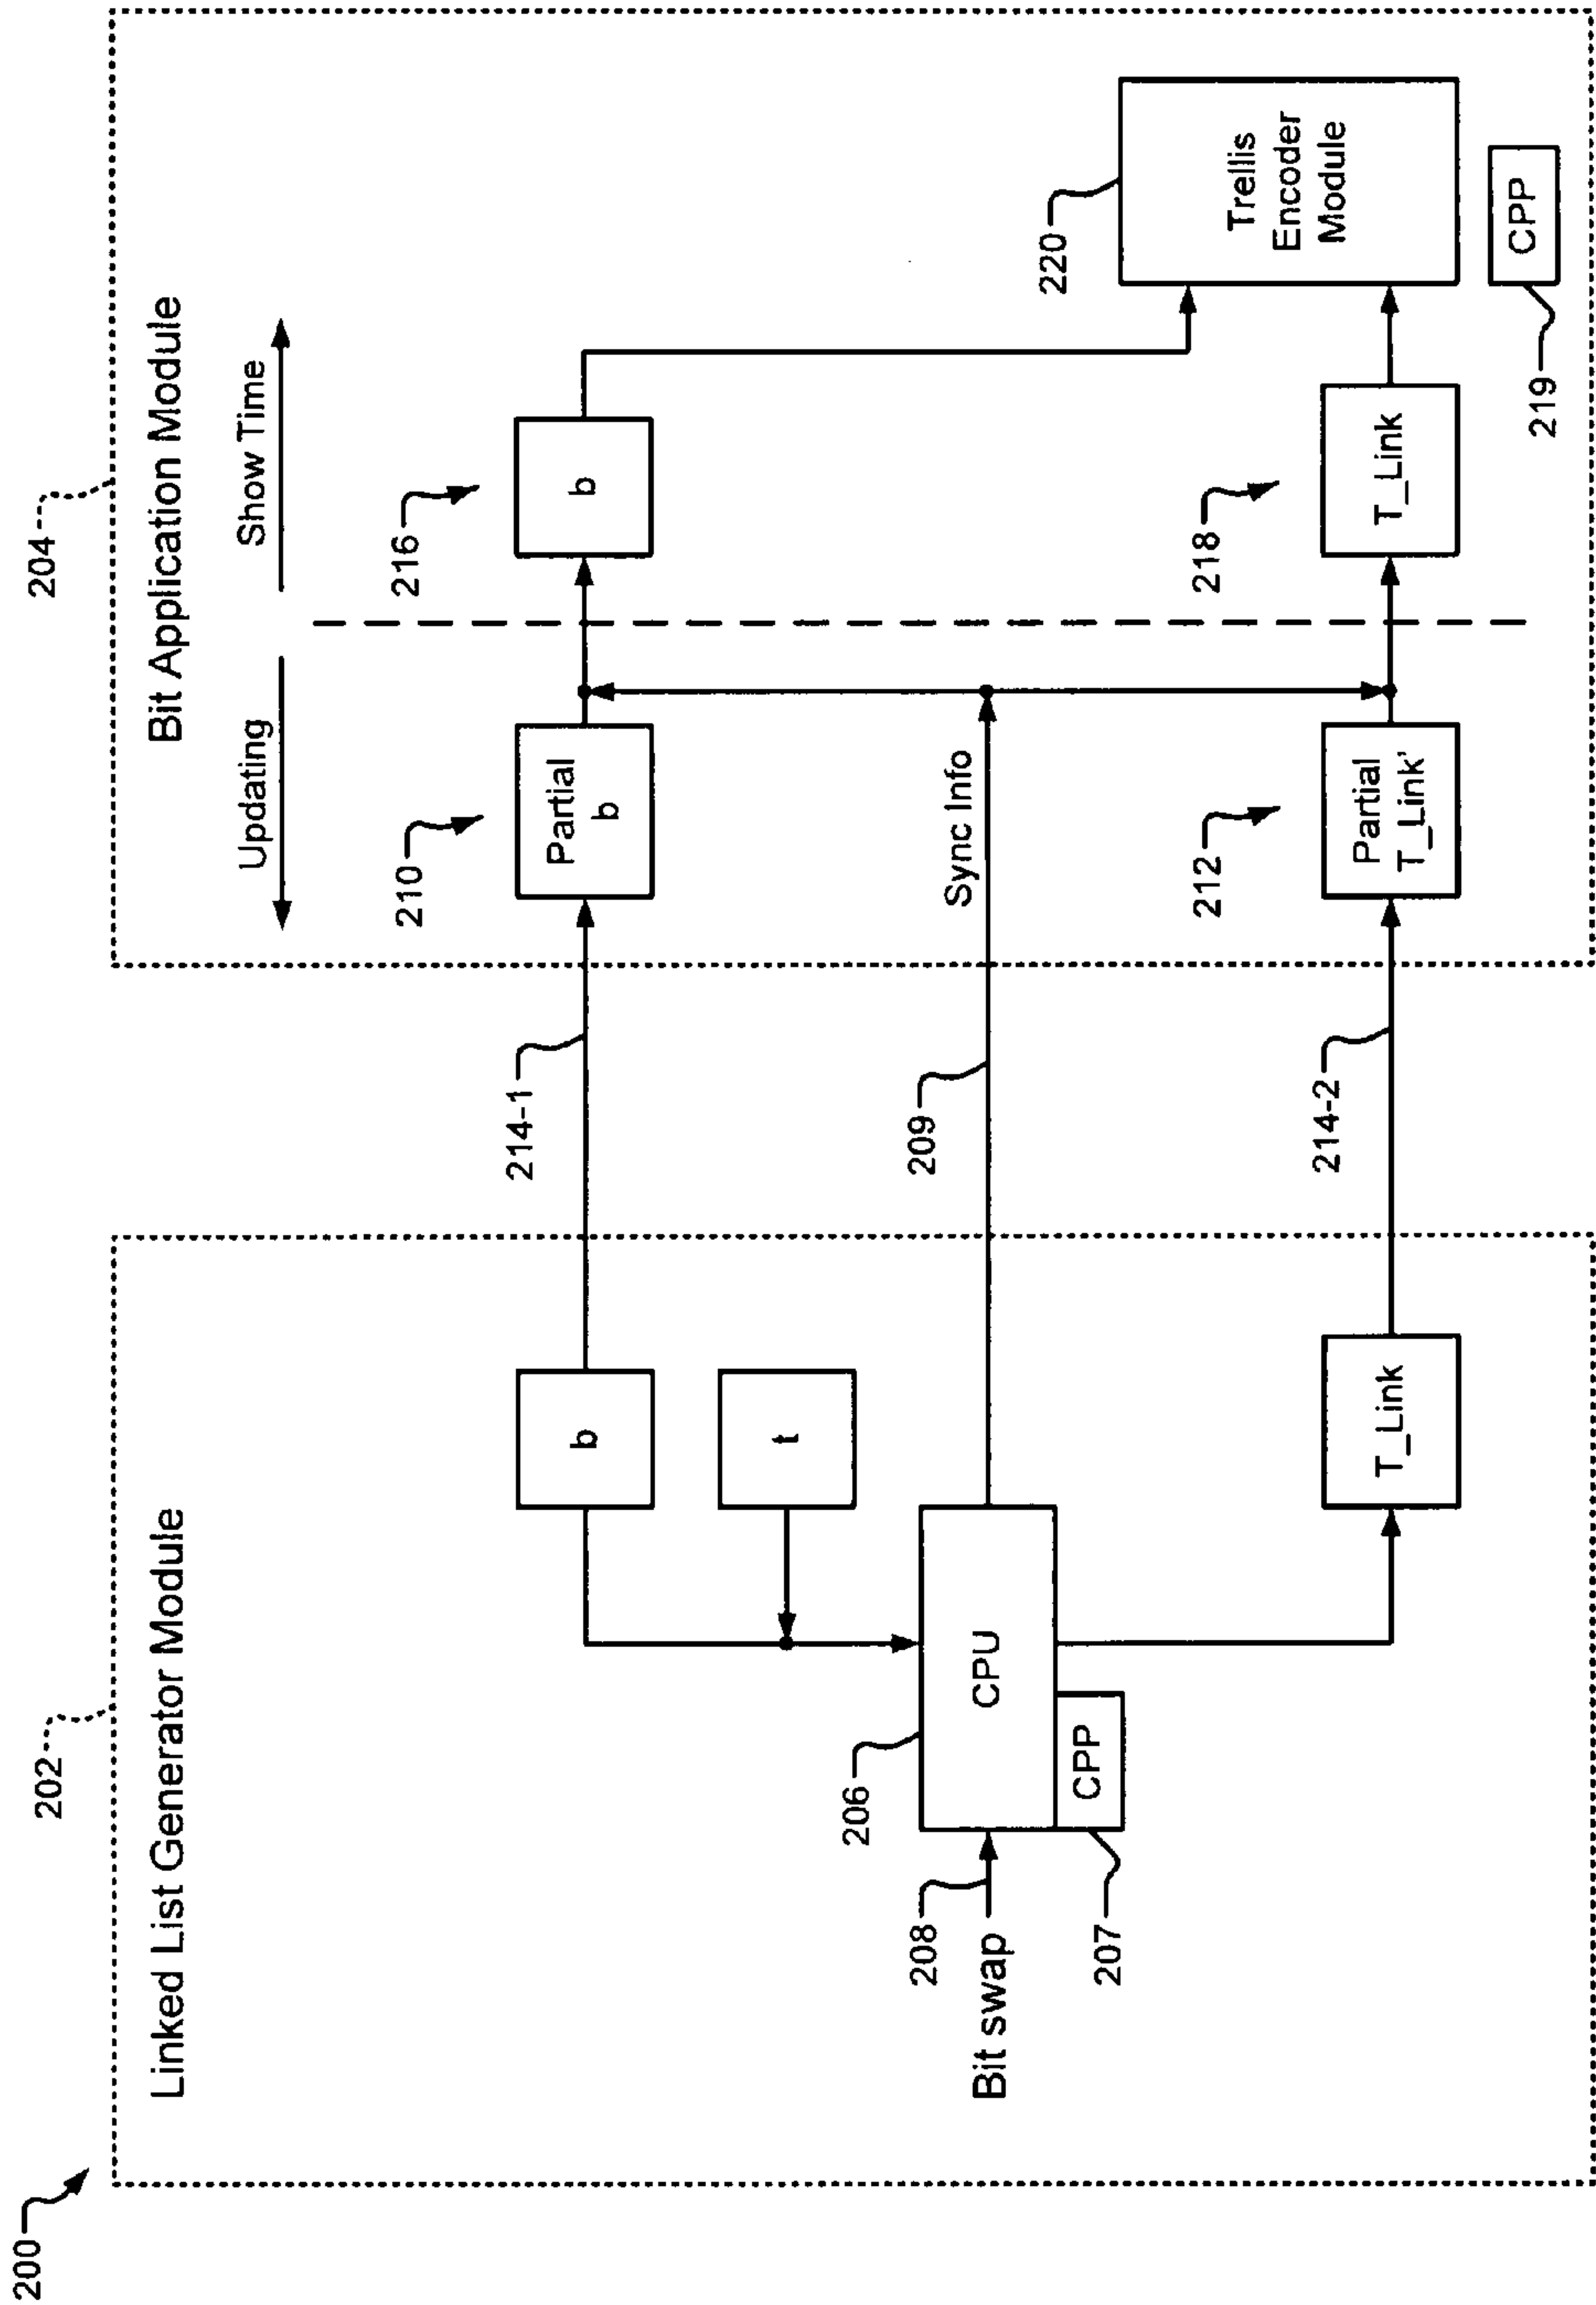 200
202
Linked List Generator Module
b
t
206
CPU
CPP
207
208
Bit swap
T_Link
214-1
209
Sync Info
214-2
204
Bit Application Module
Updating
Show Time
210
Partial
b
216
b
212
Partial
T_Link'
218
T_Link
220
Trellis
Encoder
Module
CPP
219